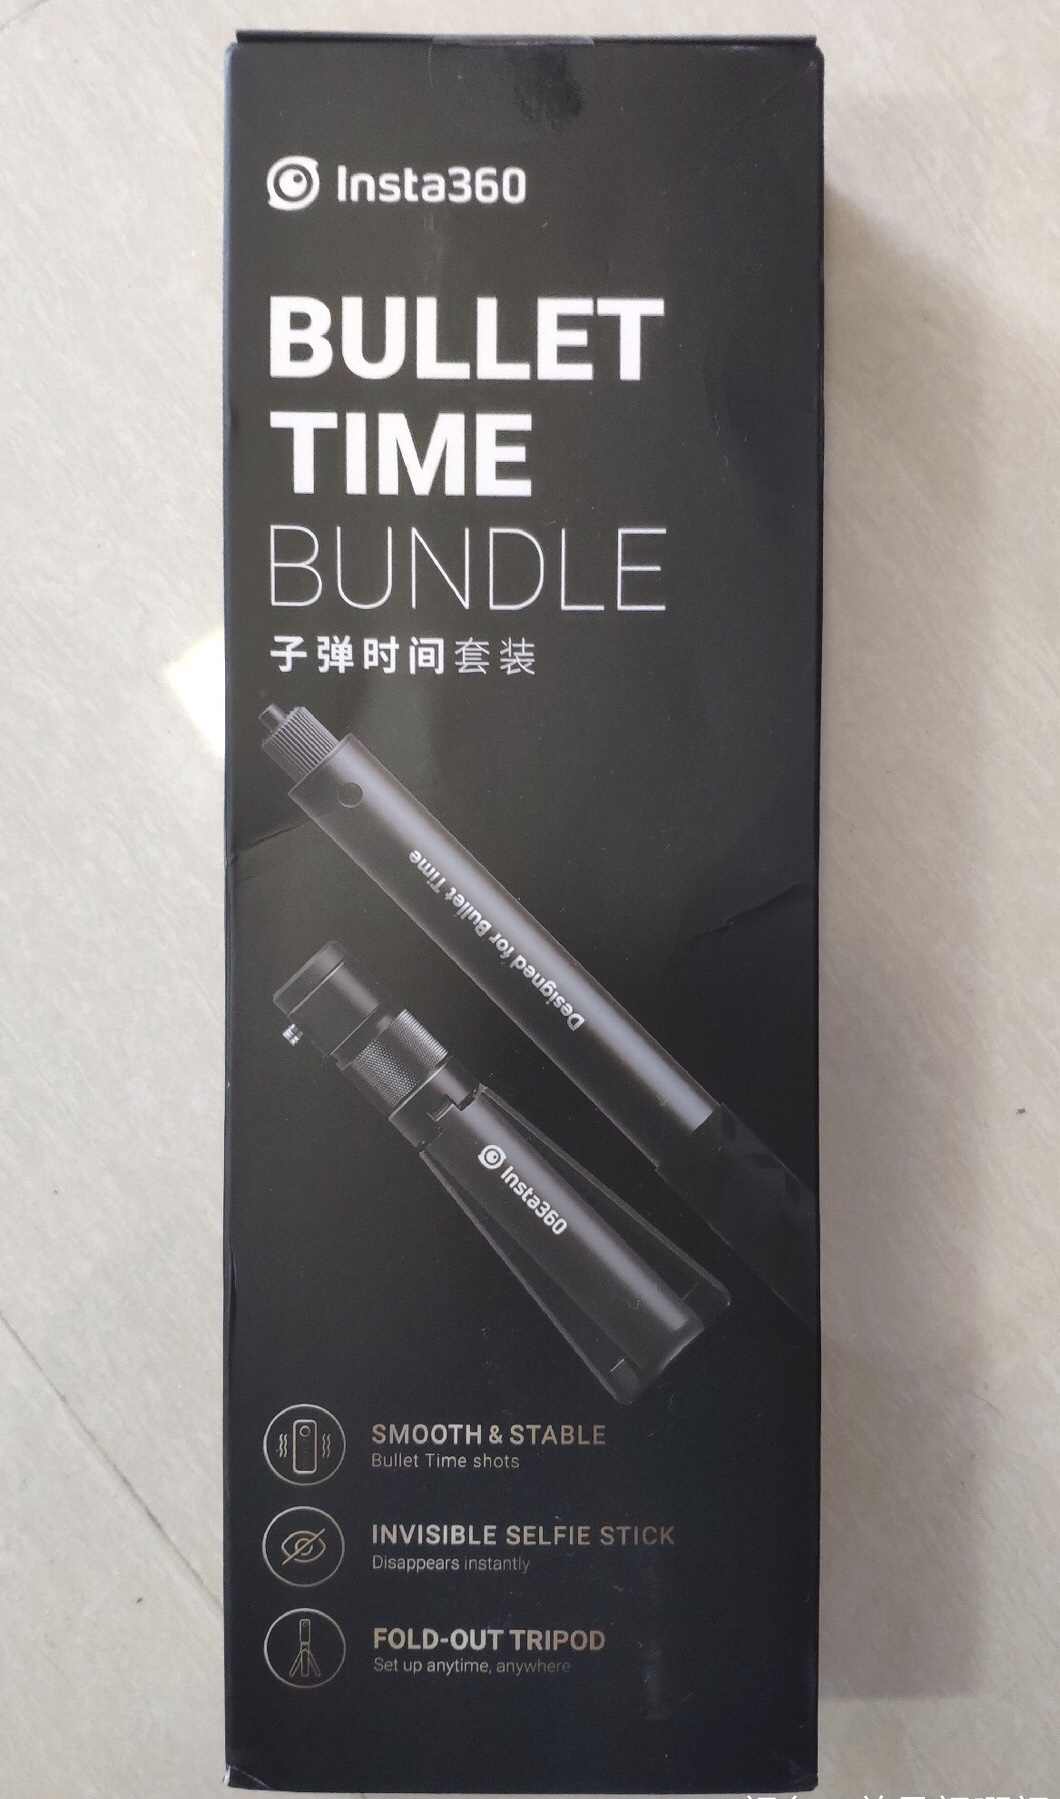 Insta360
BULLET
TIME
BUNDLE
子弹时间套装
Designed for Bullet Time
Insta360
SMOOTH & STABLE
Bullet Time shots
INVISIBLE SELFIE STICK
Disappears instantly
FOLD-OUT TRIPOD
Set up anytime, anywhere